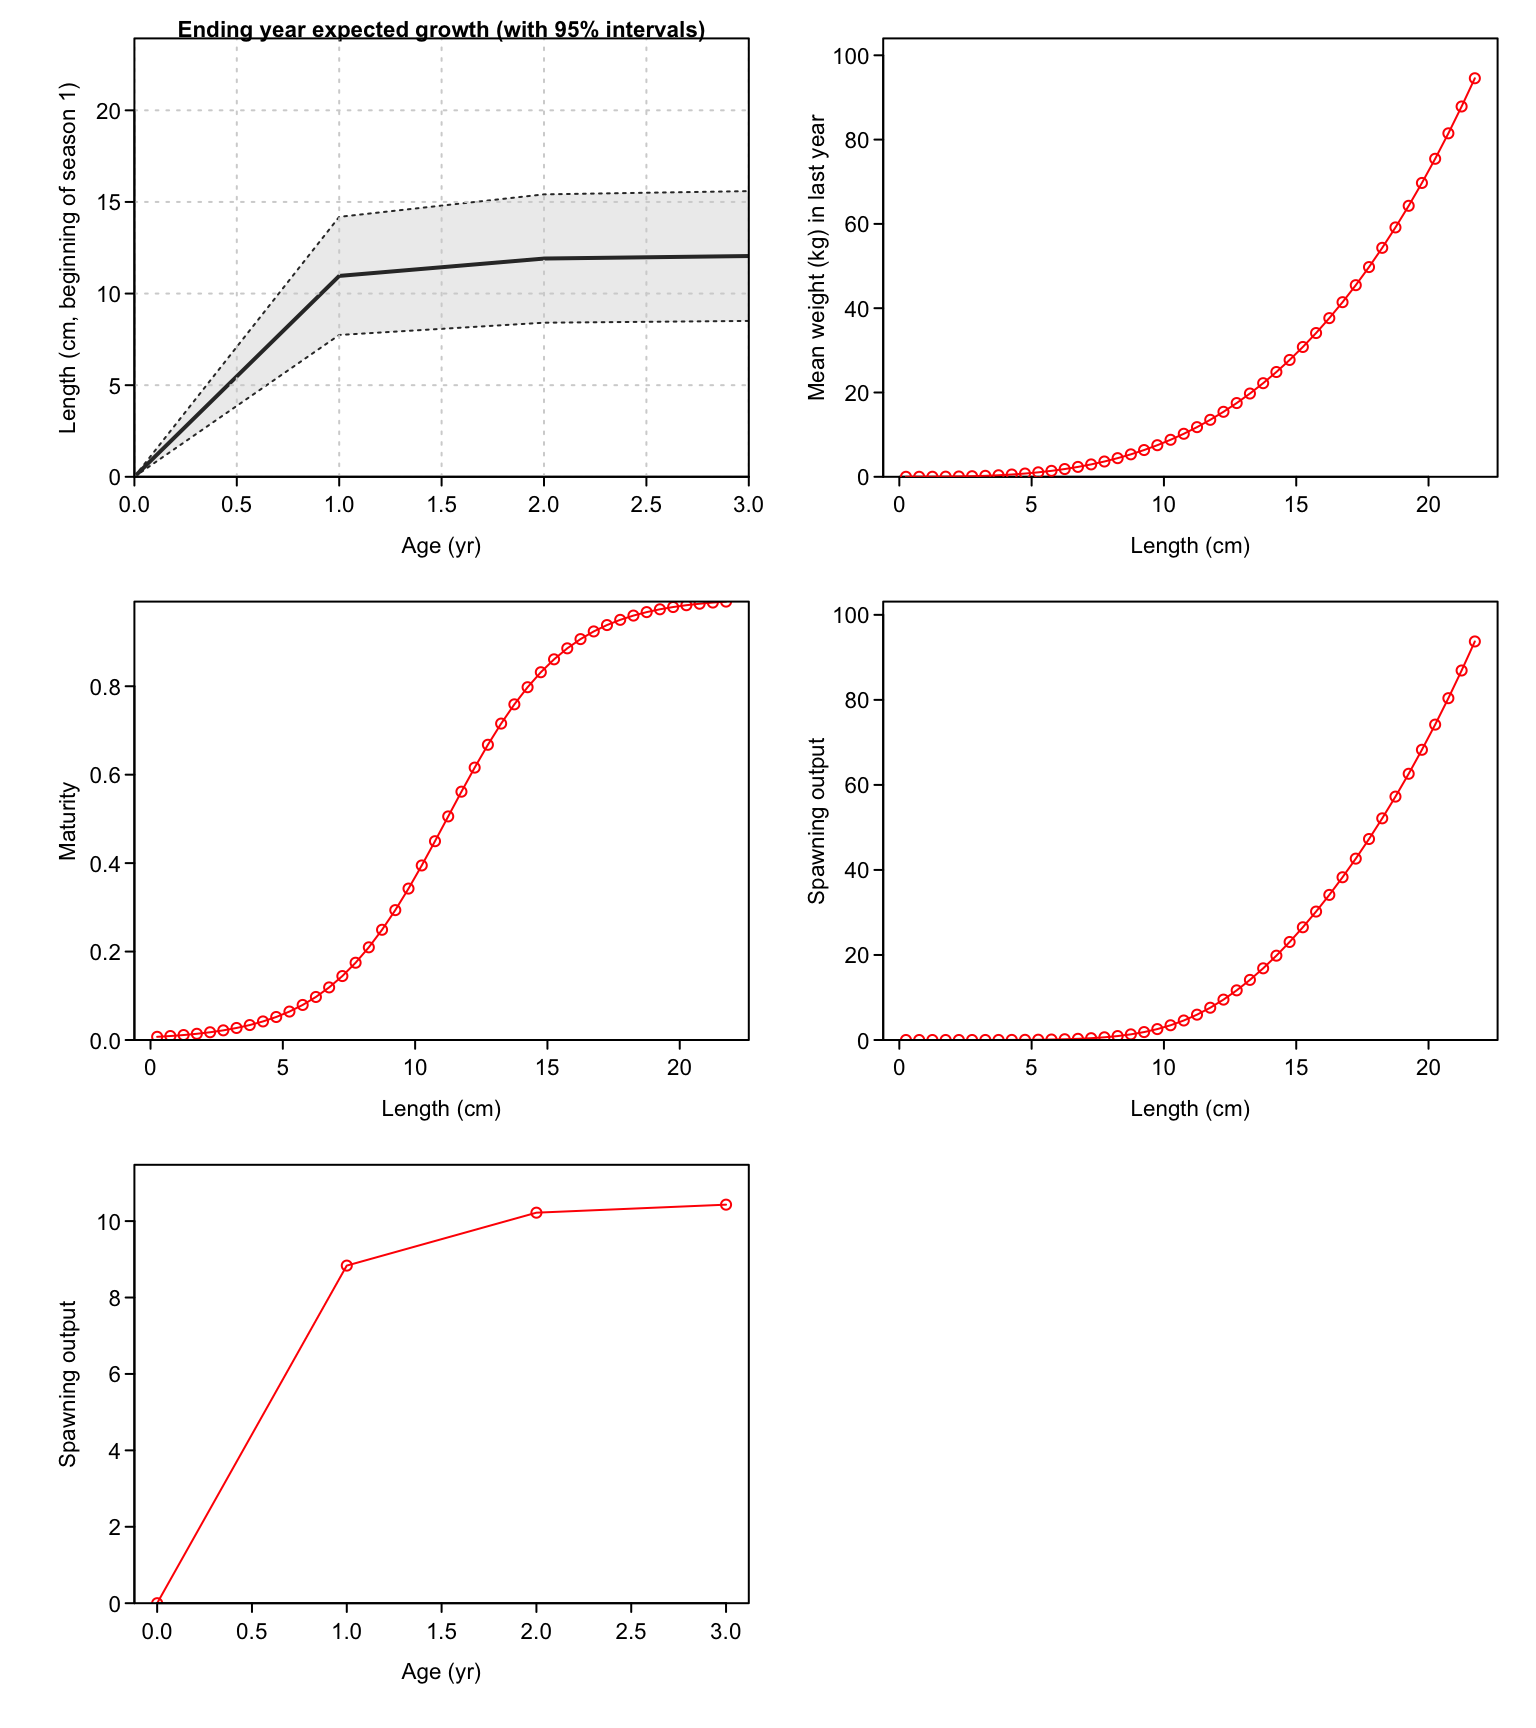 Ending year expected growth (with 95% intervals)
Length (cm, beginning of season 1)
20
15
10
5
0
0.0 0.5 1.0 1.5 2.0 2.5 3.0
Age (yr)
Mean weight (kg) in last year
100
80
60
40
20
0
0 5 10 15 20
Length (cm)
Maturity
0.8
0.6
0.4
0.2
0.0
0 5 10 15 20
Length (cm)
Spawning output
100
80
60
40
20
0
0 5 10 15 20
Length (cm)
Spawning output
10
8
6
4
2
0
0.0 0.5 1.0 1.5 2.0 2.5 3.0
Age (yr)